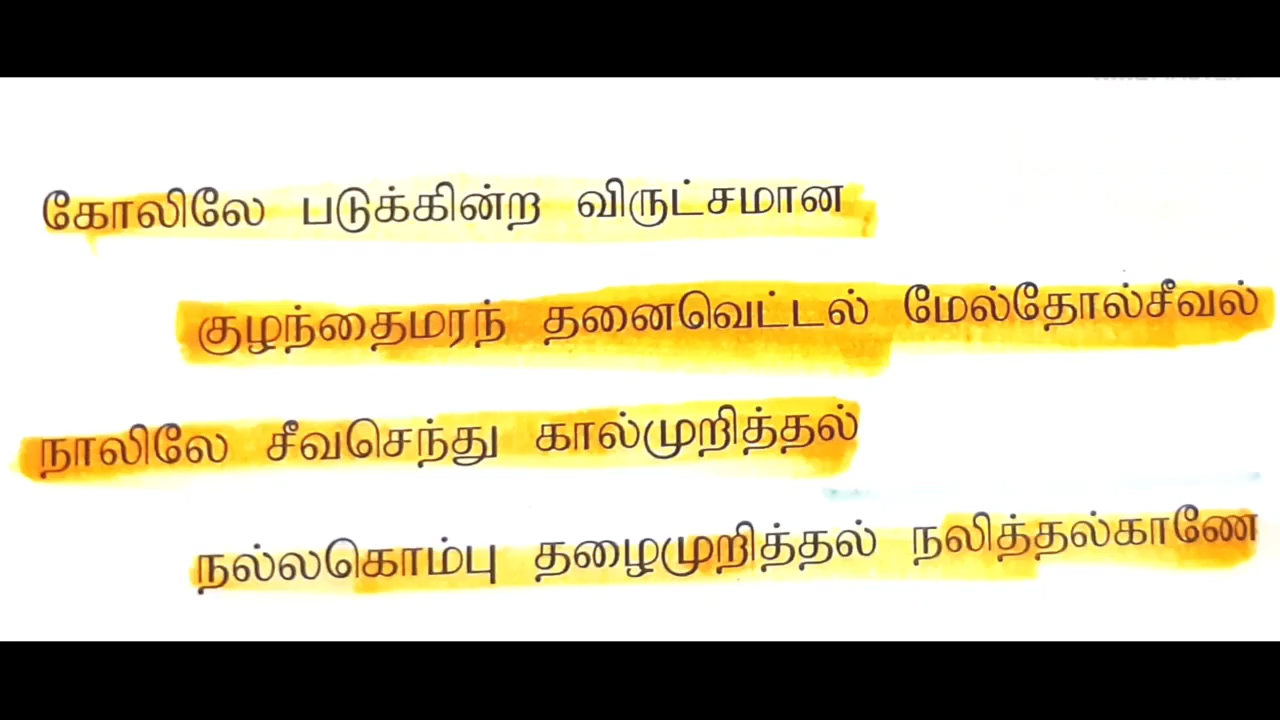 கோலிலே படுக்கின்ற விருட்சமான
குழந்தைமரந் தனைவெட்டல் மேல்தோல்சீவல்
நாலிலே சீவசெந்து கால்முறித்தல்
நல்லகொம்பு தழைமுறித்தல் நலித்தல்காணே